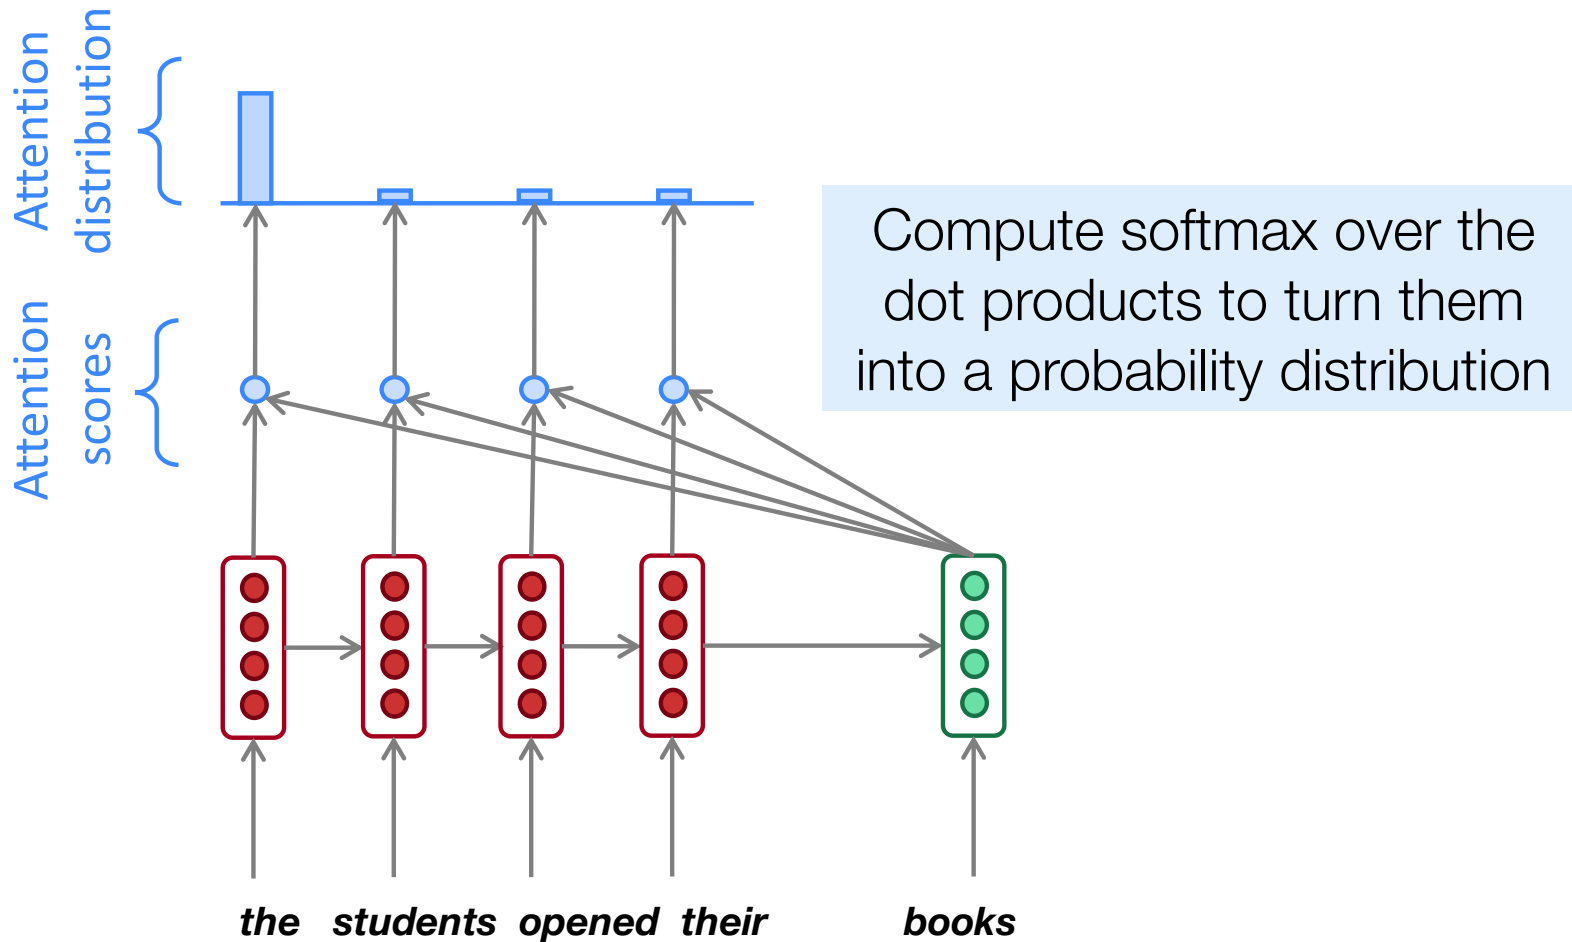 Attention
distribution
Attention
scores
Compute softmax over the
dot products to turn them
into a probability distribution
the students opened their books